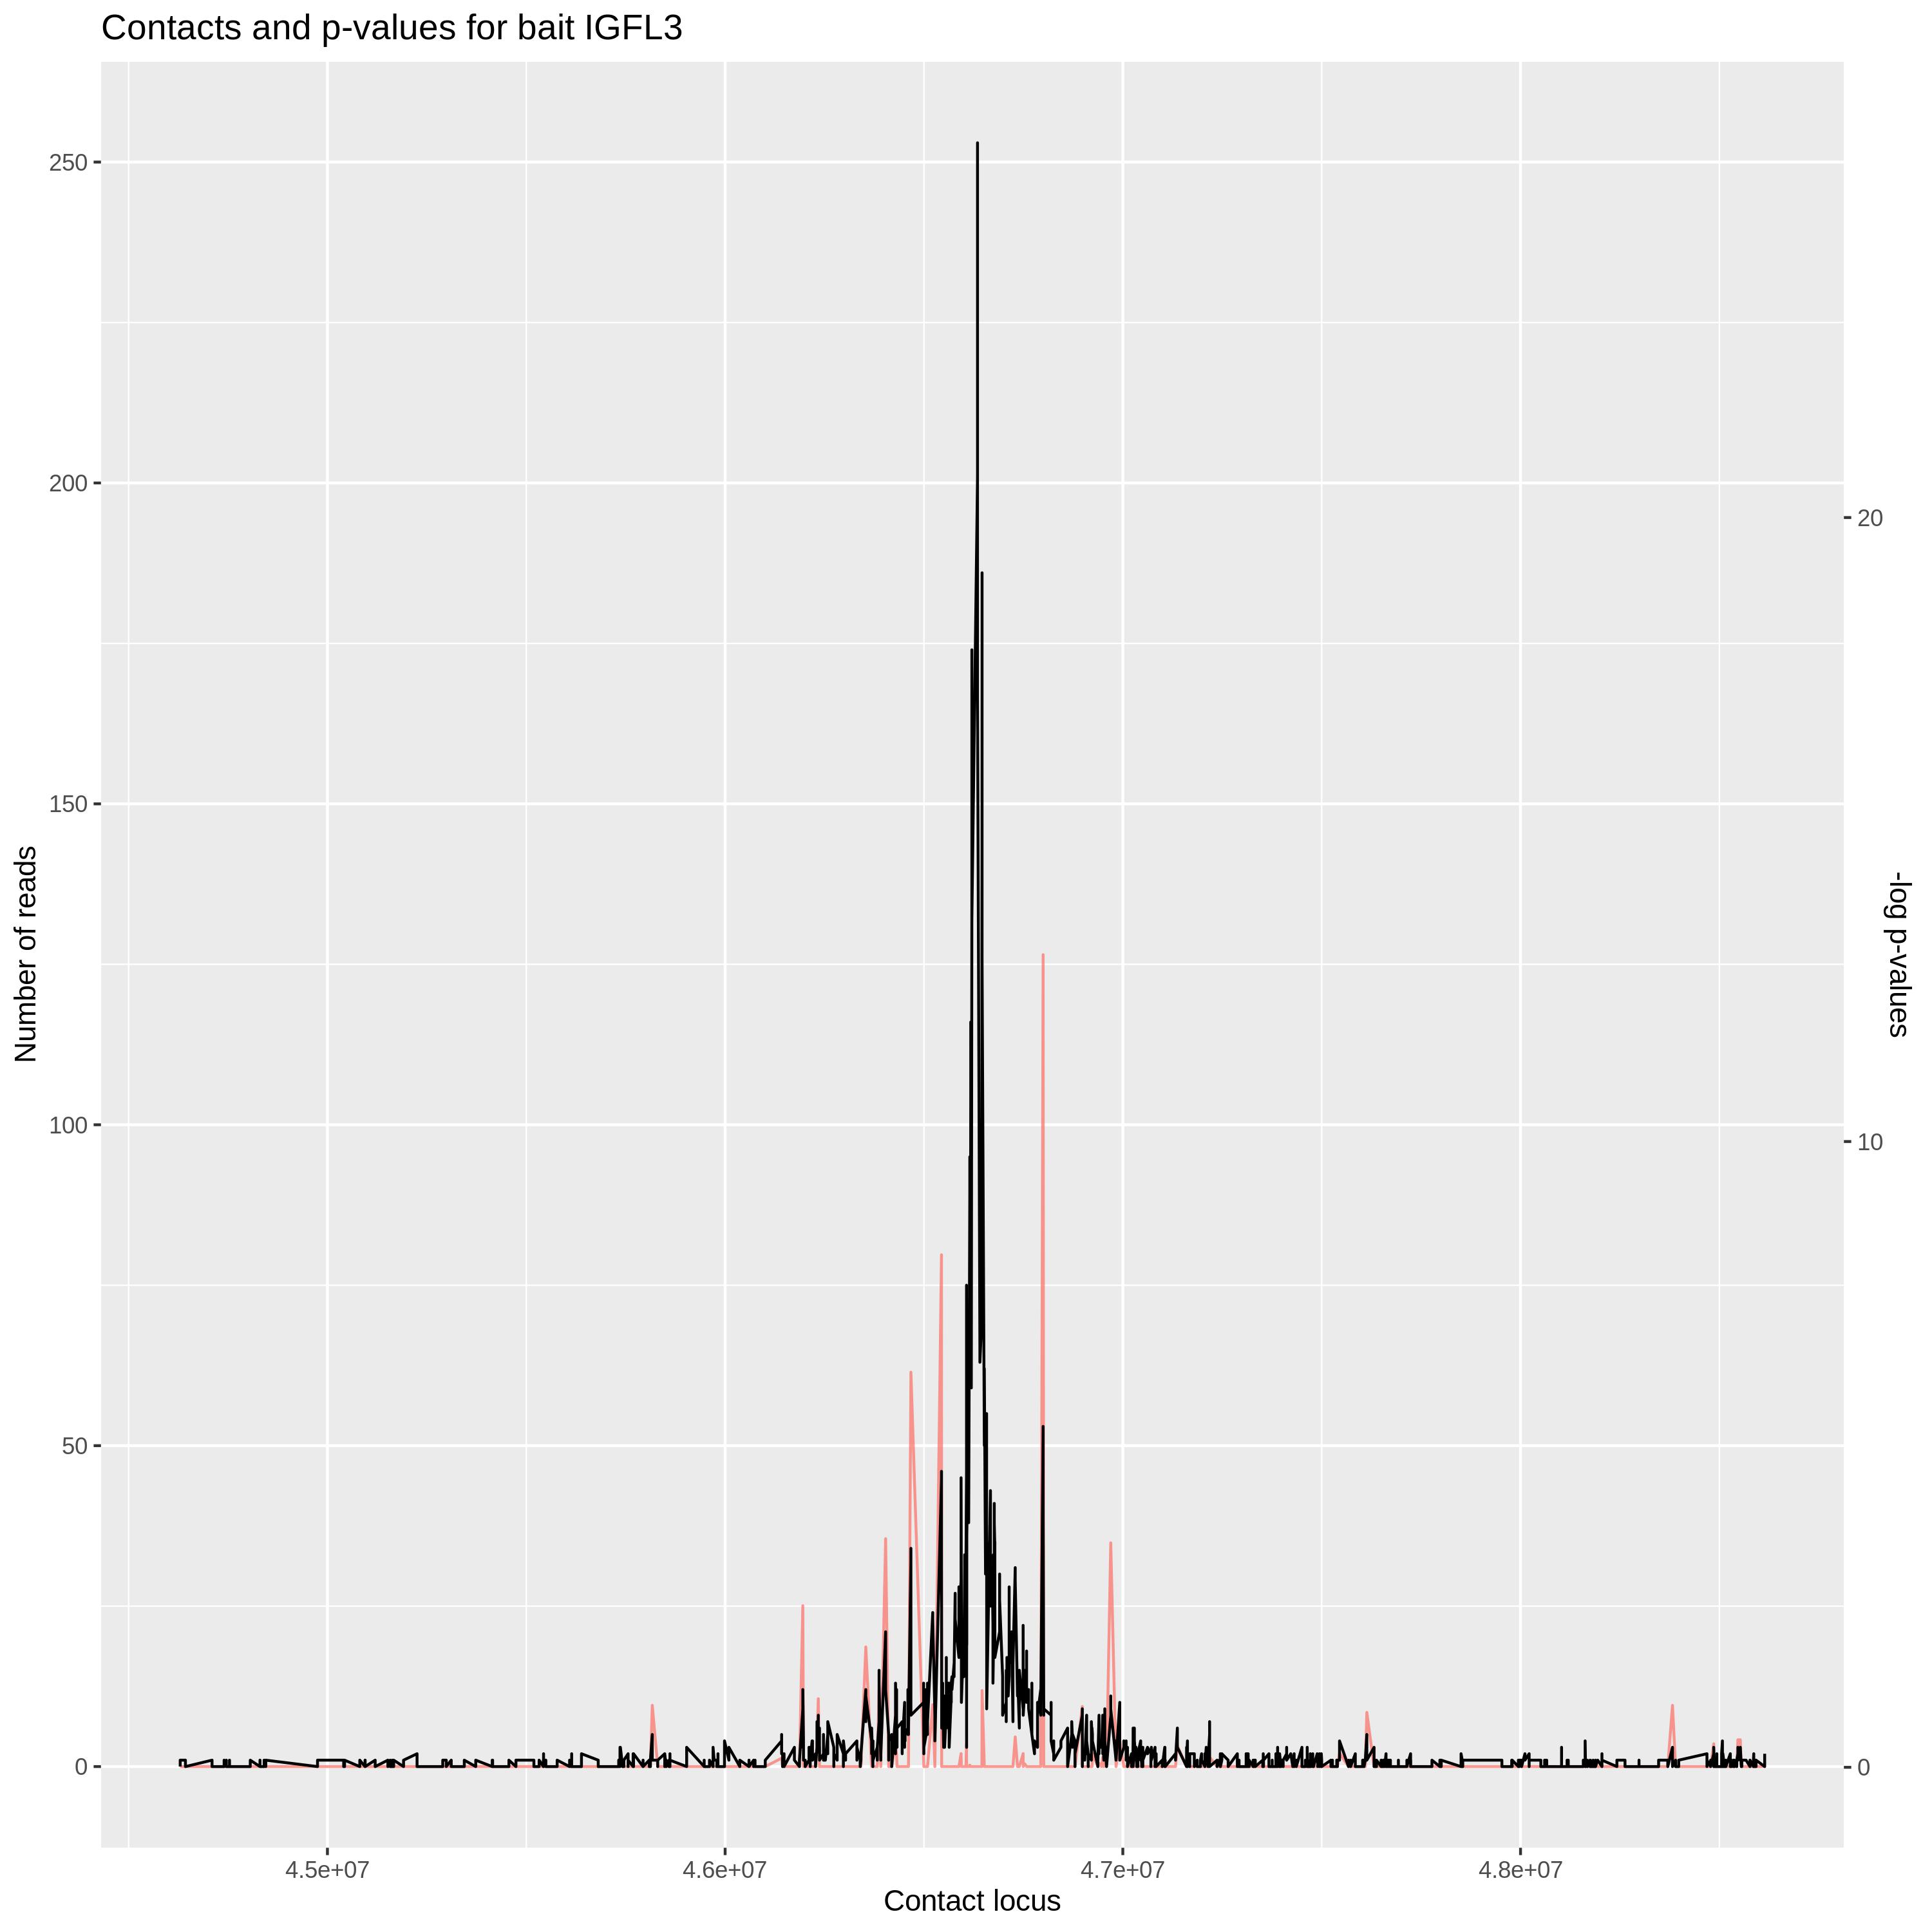 Contacts and p-values for bait IGFL3
250
200
150
100
50
0
Number of reads
20
10
0
-log p-values
4.5e+07
4.6e+07
4.7e+07
4.8e+07
Contact locus